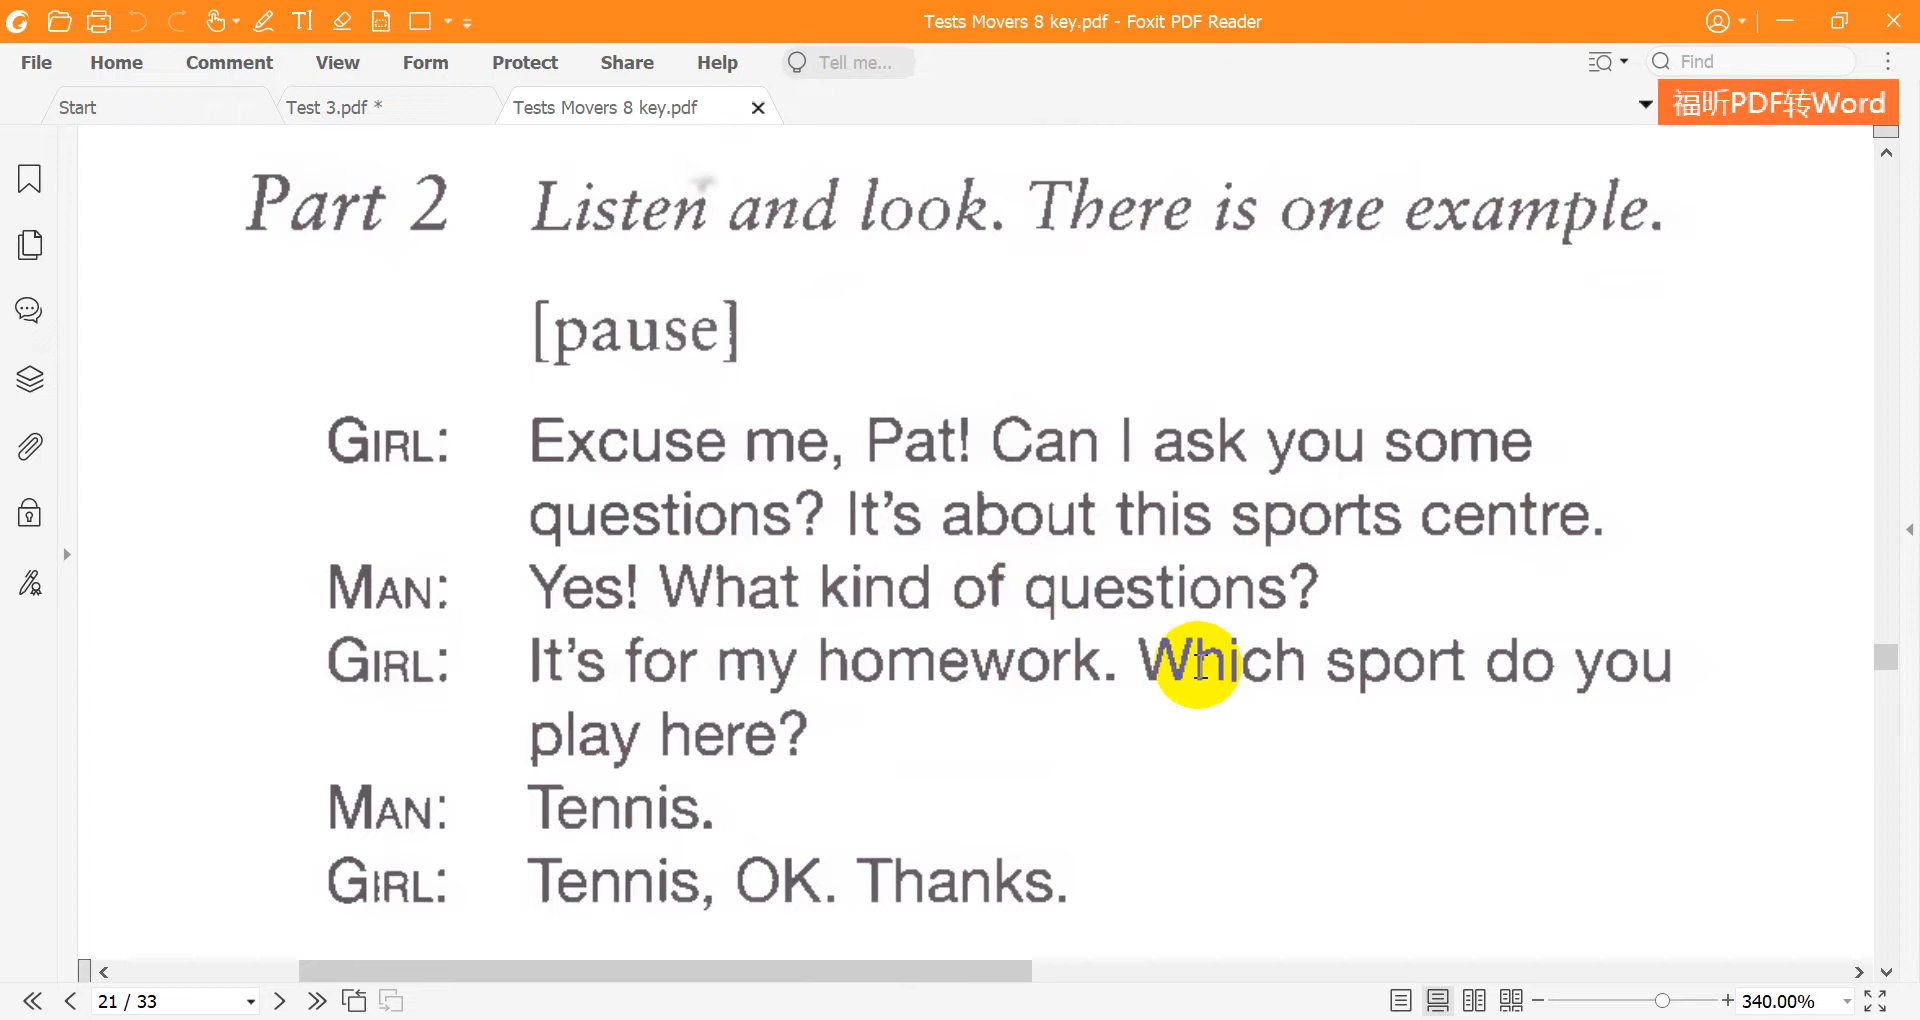 Tests Movers 8 key.pdf - Foxit PDF Reader
File Home Comment View Form Protect Share Help Tell me... Find
Start Test 3.pdf * Tests Movers 8 key.pdf 福昕PDF转Word
Part 2 Listen and look. There is one example.
[pause]
GIRL: Excuse me, Pat! Can I ask you some
questions? It's about this sports centre.
MAN: Yes! What kind of questions?
GIRL: It's for my homework. Which sport do you
play here?
MAN: Tennis.
GIRL: Tennis, OK. Thanks.
21 / 33 340.00%